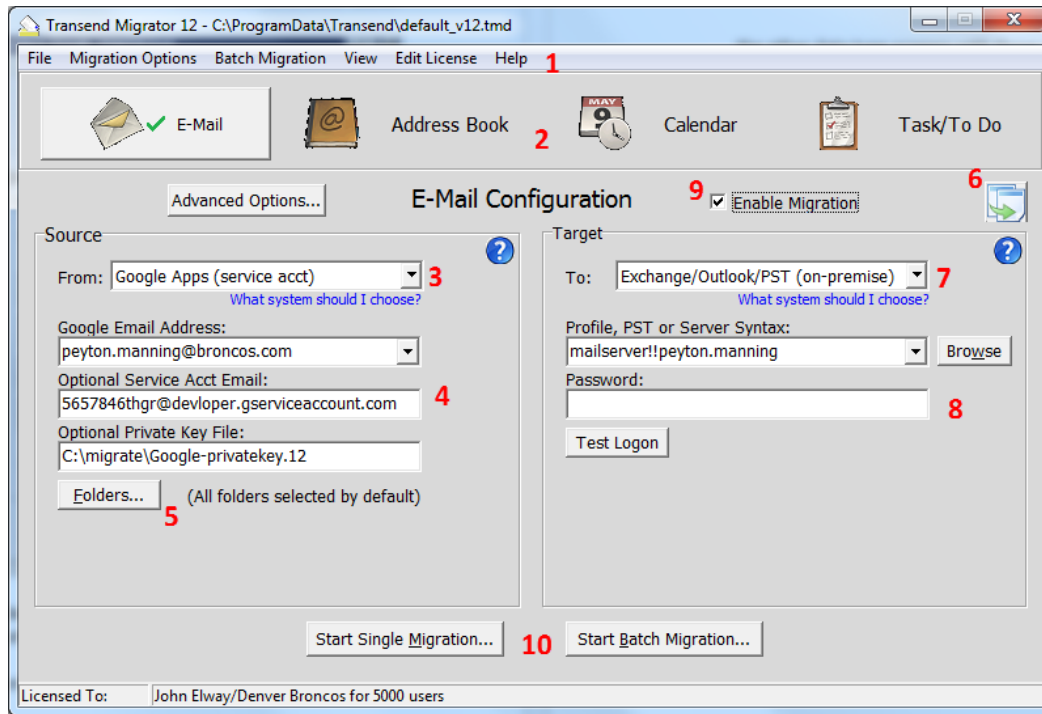 Transend Migrator 12 - C:\ProgramData\Transend\default_v12.tmd
File Migration Options Batch Migration View Edit License Help 1
MAY
9
E-Mail Address Book 2 Calendar Task/To Do
Advanced Options... E-Mail Configuration 9 Enable Migration 6
Source
?
From: Google Apps (service acct) 3
What system should I choose?
Google Email Address:
peyton.manning@broncos.com
Optional Service Acct Email:
5657846thgr@devloper.gserviceaccount.com 4
Optional Private Key File:
C:\migrate\Google-privatekey.12
Folders... (All folders selected by default)
5
Target
?
To: Exchange/Outlook/PST (on-premise) 7
What system should I choose?
Profile, PST or Server Syntax:
mailserver!!peyton.manning Browse
Password:
8
Test Logon
Start Single Migration... 10 Start Batch Migration...
Licensed To: John Elway/Denver Broncos for 5000 users